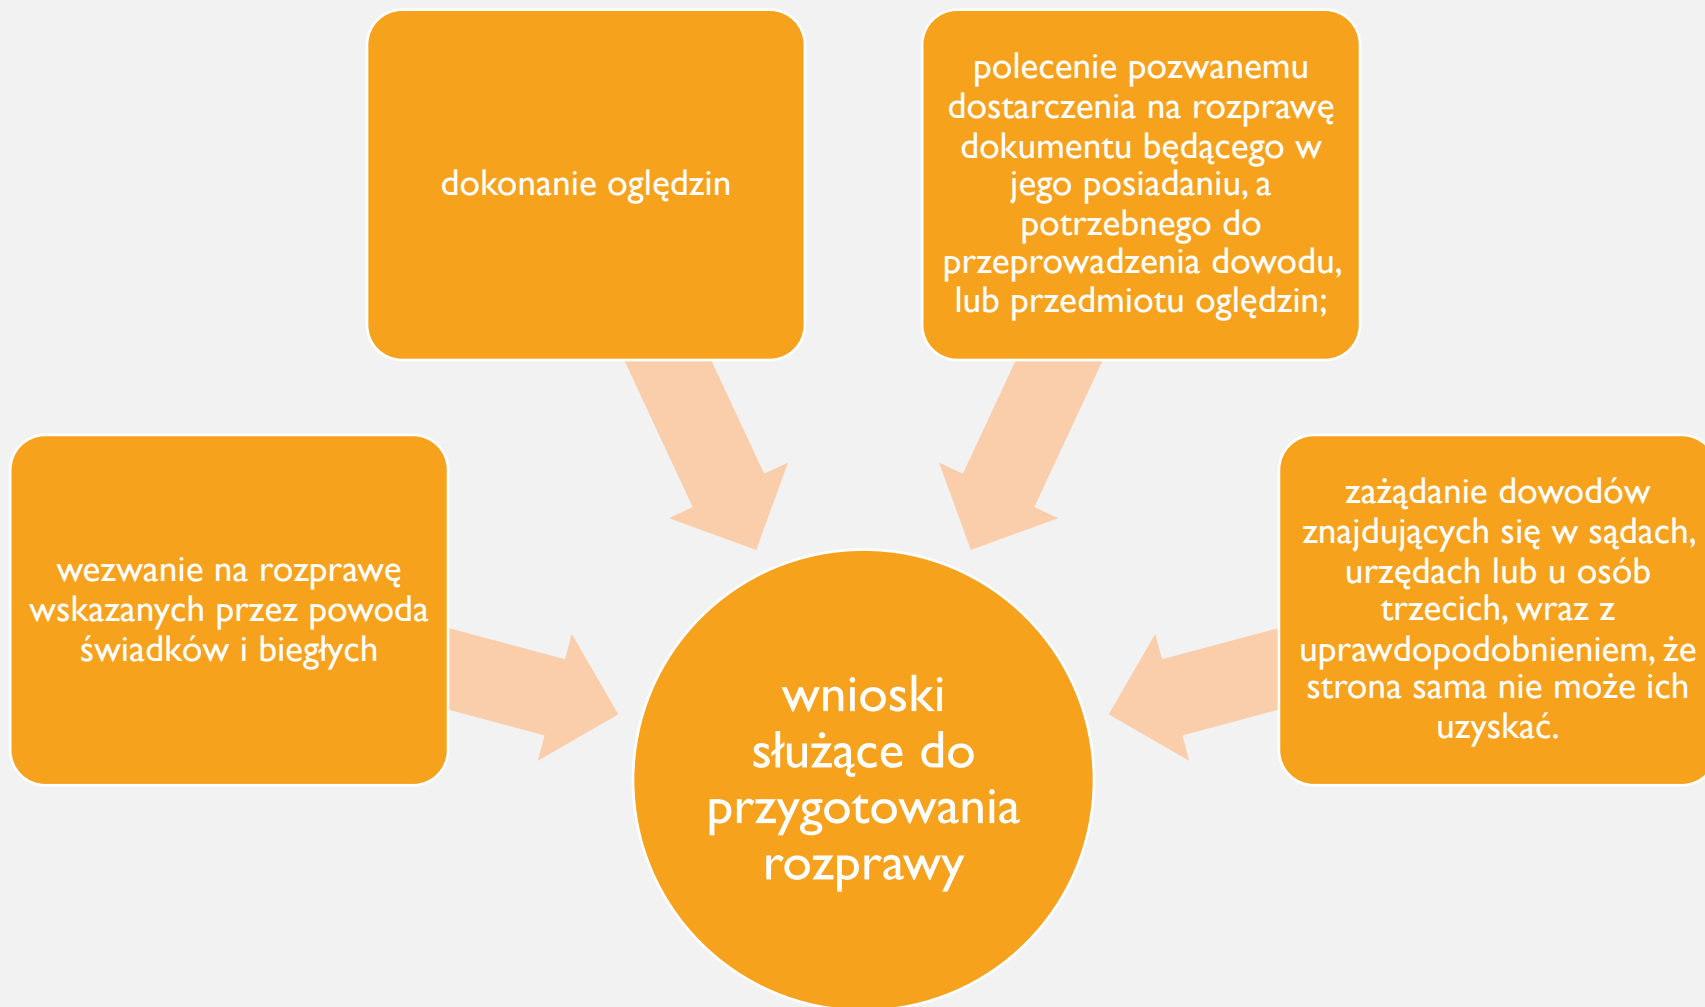 dokonanie oględzin
polecenie pozwanemu
dostarczenia na rozprawę
dokumentu będącego w
jego posiadaniu, a
potrzebnego do
przeprowadzenia dowodu,
lub przedmiotu oględzin;
wezwanie na rozprawę
wskazanych przez powoda
świadków i biegłych
zażądanie dowodów
znajdujących się w sądach,
urzędach lub u osób
trzecich, wraz z
uprawdopodobnieniem, że
strona sama nie może ich
uzyskać.
wnioski
służące do
przygotowania
rozprawy